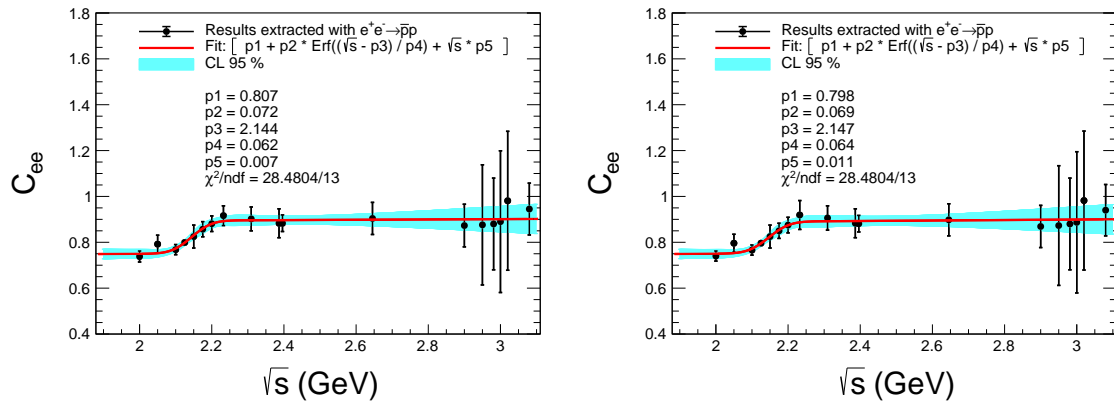 Results extracted with e⁺e⁻→p̅p
Fit: [ p1 + p2 * Erf((√s - p3) / p4) + √s * p5 ]
CL 95 %
p1 = 0.807
p2 = 0.072
p3 = 2.144
p4 = 0.062
p5 = 0.007
χ²/ndf = 28.4804/13
C_ee
1.8
1.6
1.4
1.2
1
0.8
0.6
0.4
2 2.2 2.4 2.6 2.8 3
√s (GeV)
Results extracted with e⁺e⁻→p̅p
Fit: [ p1 + p2 * Erf((√s - p3) / p4) + √s * p5 ]
CL 95 %
p1 = 0.798
p2 = 0.069
p3 = 2.147
p4 = 0.064
p5 = 0.011
χ²/ndf = 28.4804/13
C_ee
1.8
1.6
1.4
1.2
1
0.8
0.6
0.4
2 2.2 2.4 2.6 2.8 3
√s (GeV)